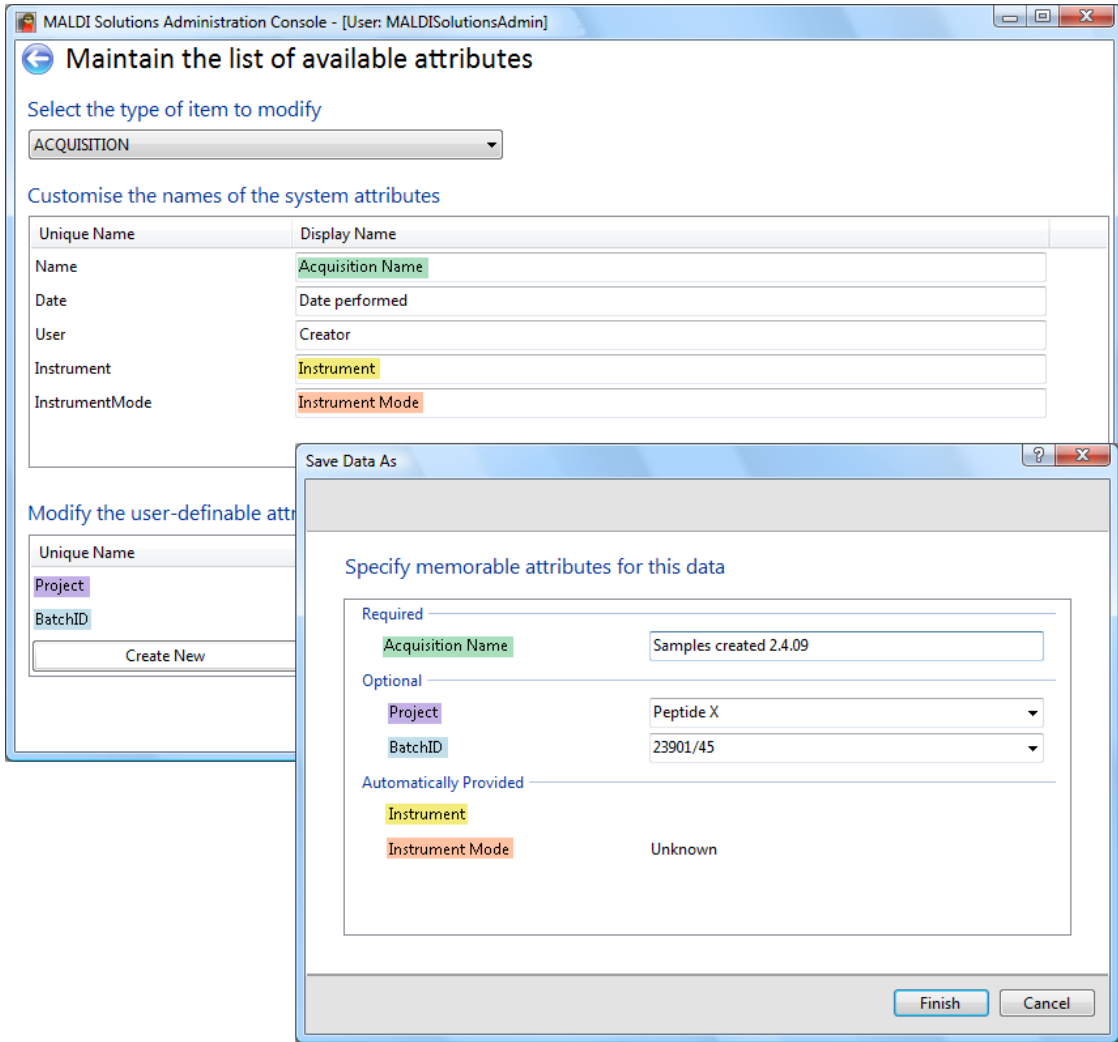 MALDI Solutions Administration Console - [User: MALDISolutionsAdmin]
Maintain the list of available attributes
Select the type of item to modify
ACQUISITION
Customise the names of the system attributes
Unique Name Display Name
Name Acquisition Name
Date Date performed
User Creator
Instrument Instrument
InstrumentMode Instrument Mode
Modify the user-definable attr
Unique Name
Project
BatchID
Create New
Save Data As
Specify memorable attributes for this data
Required
Acquisition Name Samples created 2.4.09
Optional
Project Peptide X
BatchID 23901/45
Automatically Provided
Instrument
Instrument Mode Unknown
Finish Cancel